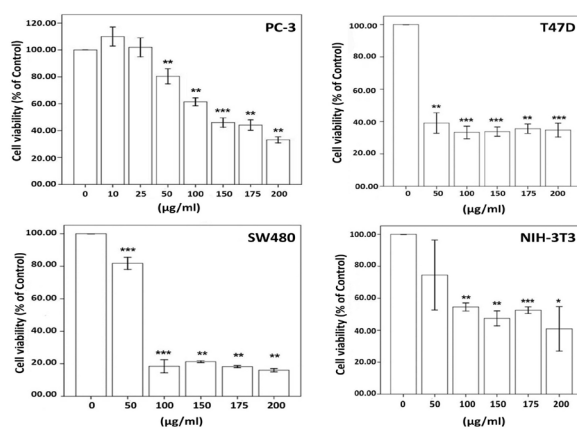 PC-3
Cell viability (% of Control)
120.00
100.00
80.00
60.00
40.00
20.00
00.00
**
**
***
**
**
0 10 25 50 100 150 175 200
(µg/ml)
T47D
Cell viability (% of Control)
100.00
80.00
60.00
40.00
20.00
00.00
**
***
***
**
***
0 50 100 150 175 200
(µg/ml)
SW480
Cell viability (% of Control)
100.00
80.00
60.00
40.00
20.00
00.00
***
***
**
**
**
0 50 100 150 175 200
(µg/ml)
NIH-3T3
Cell viability (% of Control)
100.00
80.00
60.00
40.00
20.00
00.00
**
**
***
*
0 50 100 150 175 200
(µg/ml)